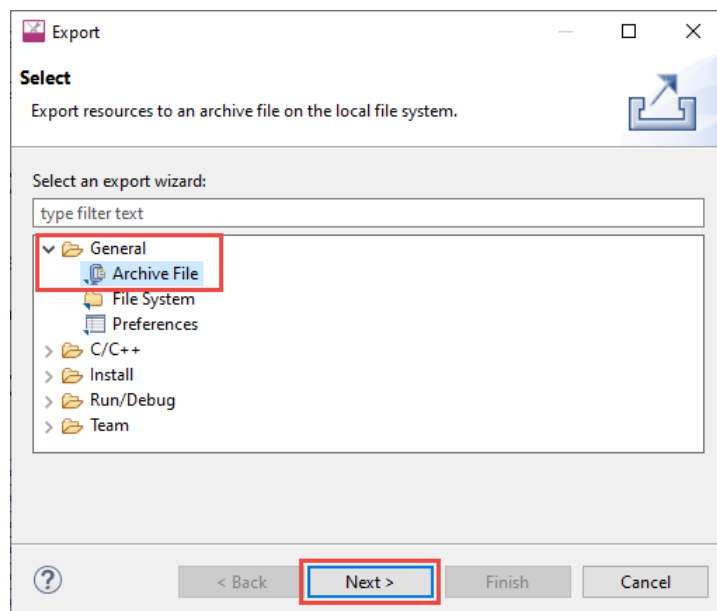 Export
Select
Export resources to an archive file on the local file system.
Select an export wizard:
type filter text
General
Archive File
File System
Preferences
C/C++
Install
Run/Debug
Team
?
< Back Next > Finish Cancel